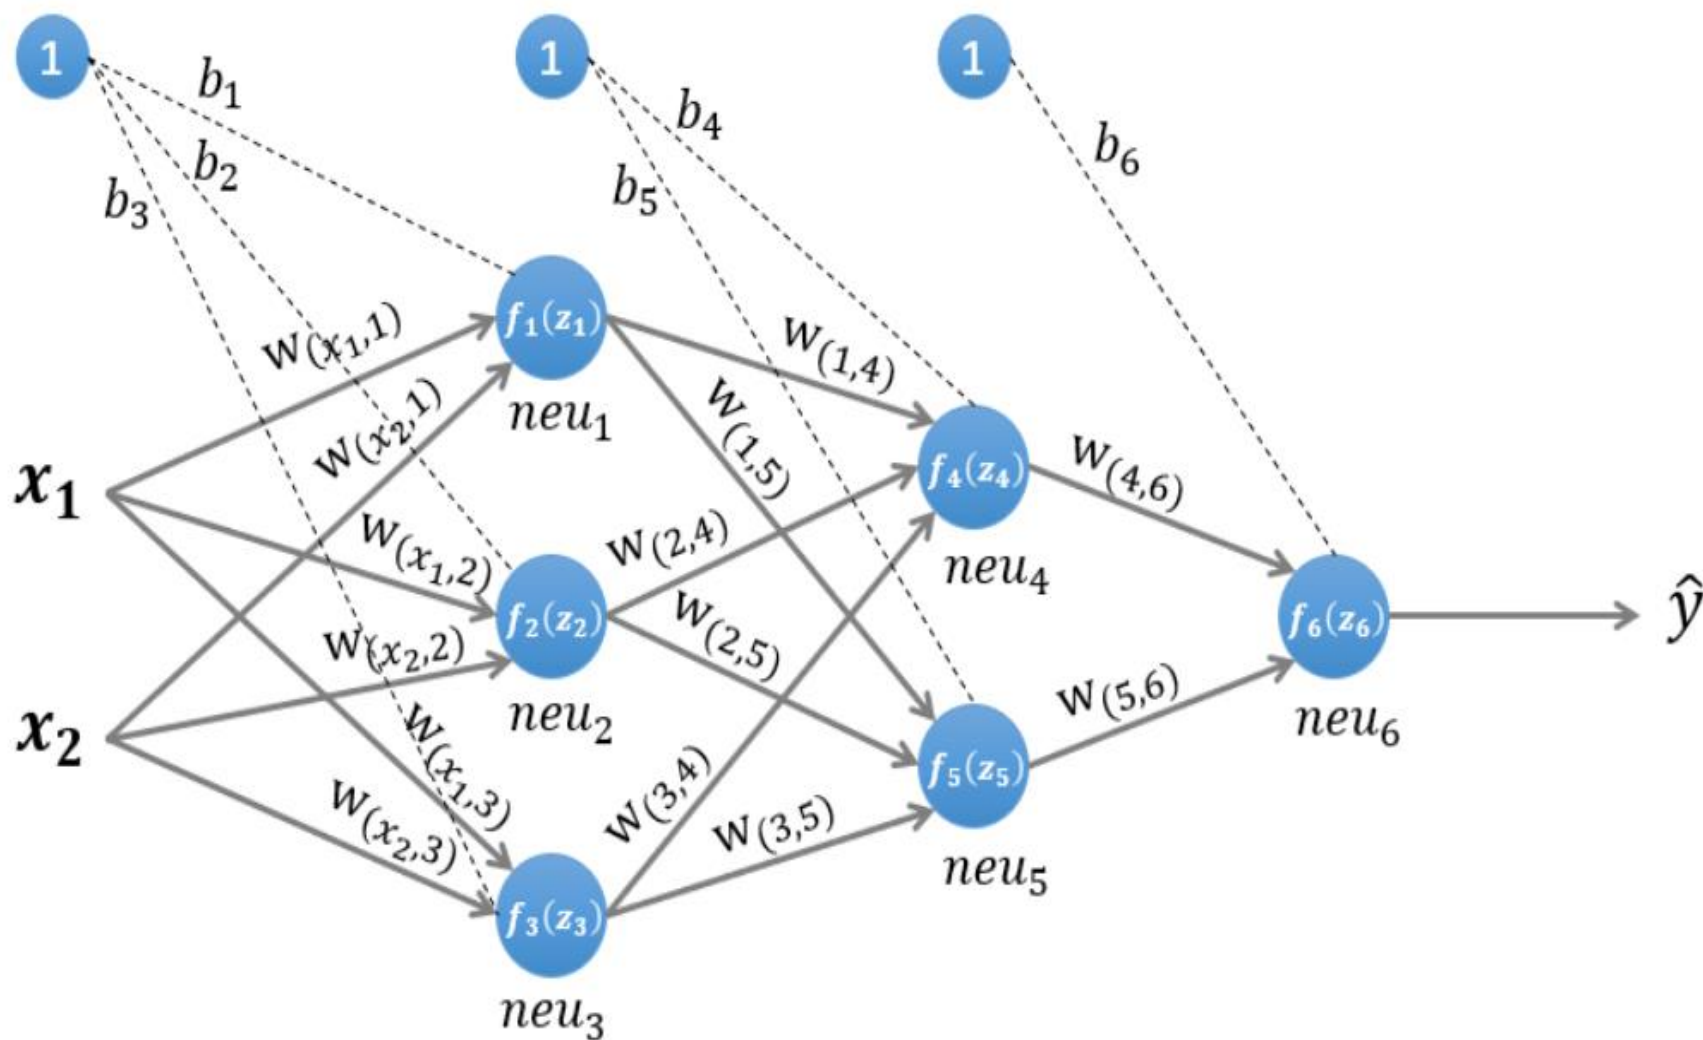 1
1
1
b₁
b₂
b₃
b₄
b₅
b₆
x₁
x₂
W(x₁,1)
W(x₂,1)
W(x₁,2)
W(x₂,2)
W(x₁,3)
W(x₂,3)
f₁(z₁)
neu₁
f₂(z₂)
neu₂
f₃(z₃)
neu₃
W(1,4)
W(1,5)
W(2,4)
W(2,5)
W(3,4)
W(3,5)
f₄(z₄)
neu₄
f₅(z₅)
neu₅
W(4,6)
W(5,6)
f₆(z₆)
neu₆
ŷ